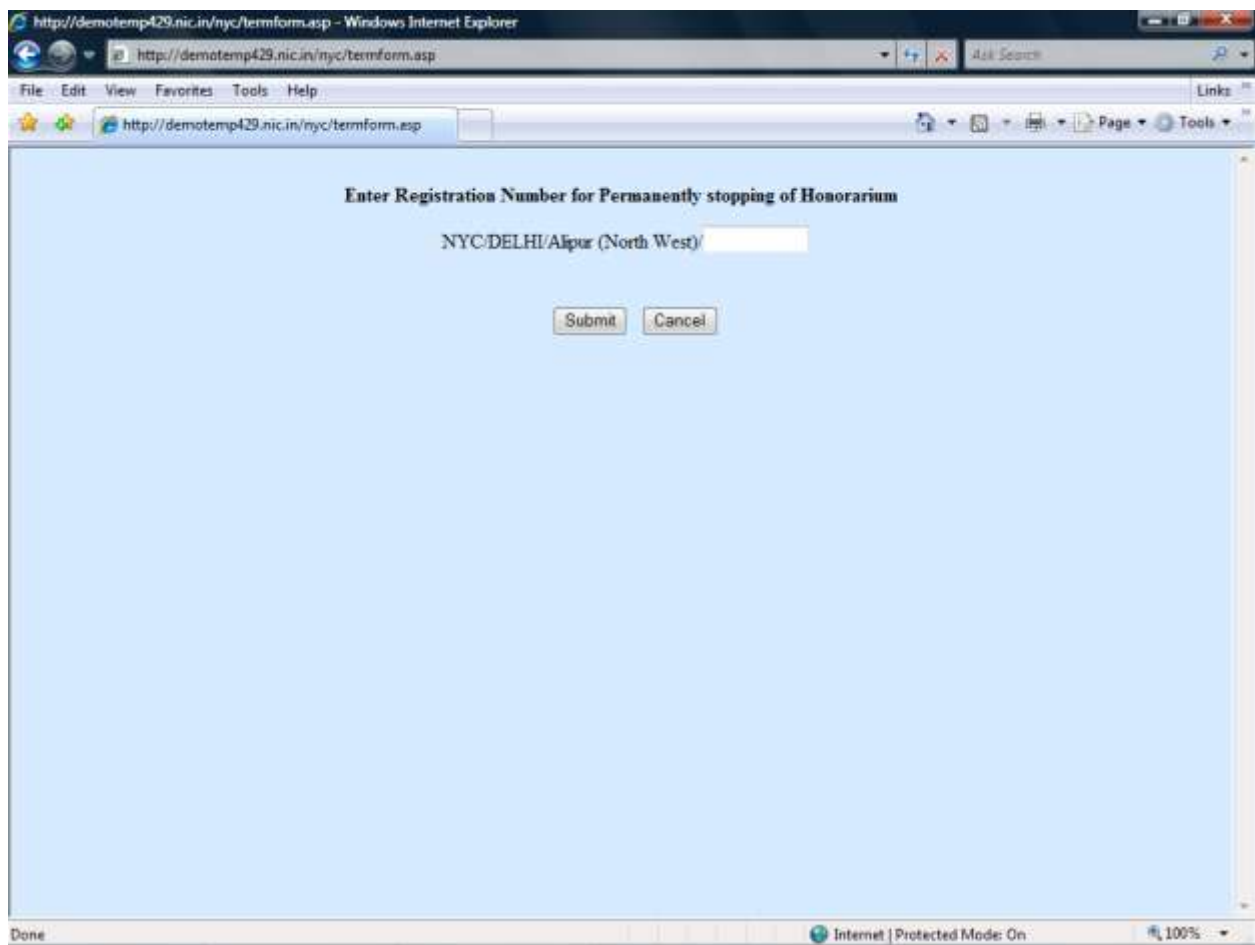 http://demotemp429.nic.in/nyc/termform.asp - Windows Internet Explorer
http://demotemp429.nic.in/nyc/termform.asp Ask Search
File Edit View Favorites Tools Help Links
http://demotemp429.nic.in/nyc/termform.asp Page Tools
Enter Registration Number for Permanently stopping of Honorarium
NYC/DELHI/Alipur (North West)/
Submit Cancel
Done Internet | Protected Mode: On 100%